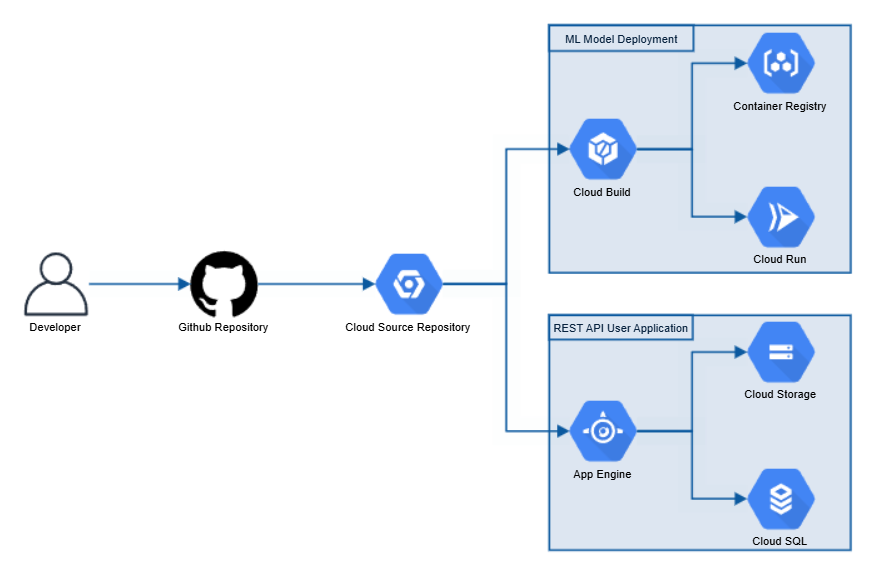 ML Model Deployment
Container Registry
Cloud Build
Cloud Run
Developer
Github Repository
Cloud Source Repository
REST API User Application
Cloud Storage
App Engine
Cloud SQL